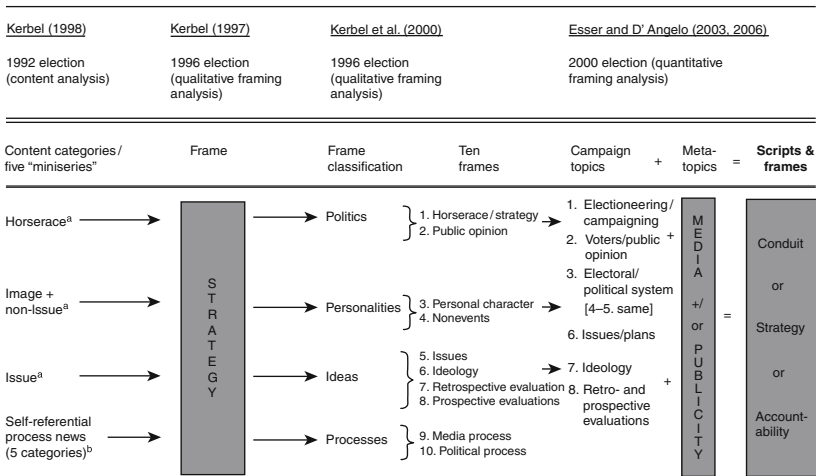 Kerbel (1998)
Kerbel (1997)
Kerbel et al. (2000)
Esser and D' Angelo (2003, 2006)
1992 election
(content analysis)
1996 election
(qualitative framing
analysis)
1996 election
(qualitative framing
analysis)
2000 election (quantitative
framing analysis)
Content categories/
five "miniseries"
Frame
Frame
classification
Ten
frames
Campaign
topics
+
Meta-
topics
=
Scripts &
frames
Horserace^a
Image +
non-Issue^a
Issue^a
Self-referential
process news
(5 categories)^b
STRATEGY
Politics
Personalities
Ideas
Processes
1. Horserace/strategy
2. Public opinion
3. Personal character
4. Nonevents
5. Issues
6. Ideology
7. Retrospective evaluation
8. Prospective evaluations
9. Media process
10. Political process
1. Electioneering/
campaigning
2. Voters/public
opinion
3. Electoral/
political system
[4–5. same]
6. Issues/plans
7. Ideology
8. Retro- and
prospective
evaluations
+
+
MEDIA
+/
or
PUBLICITY
=
Conduit
or
Strategy
or
Account-
ability